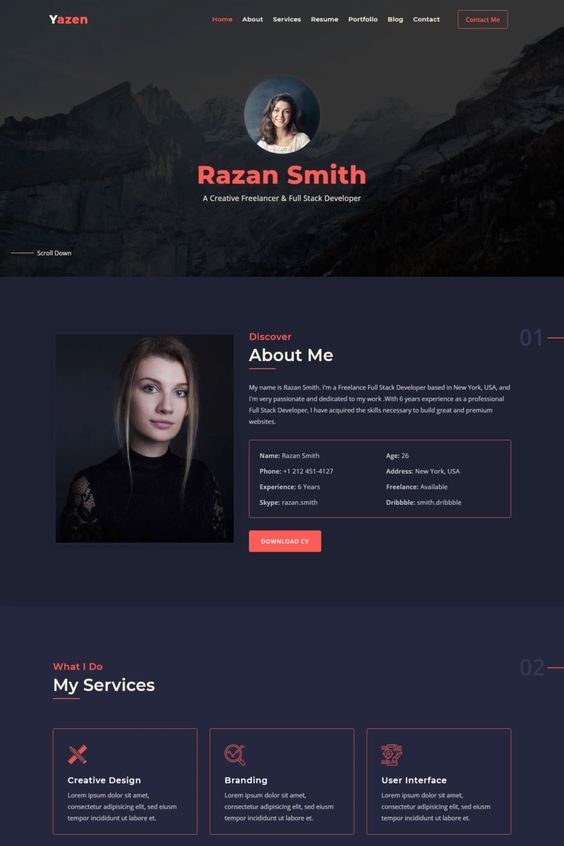 Yazen
Home About Services Resume Portfolio Blog Contact Contact Me
Razan Smith
A Creative Freelancer & Full Stack Developer
Scroll Down
01
Discover
About Me
My name is Razan Smith. I'm a Freelance Full Stack Developer based in New York, USA, and
I'm very passionate and dedicated to my work .With 6 years experience as a professional
Full Stack Developer, I have acquired the skills necessary to build great and premium
websites.
Name: Razan Smith Age: 26
Phone: +1 212 451-4127 Address: New York, USA
Experience: 6 Years Freelance: Available
Skype: razan.smith Dribbble: smith.dribbble
DOWNLOAD CV
02
What I Do
My Services
Creative Design
Lorem ipsum dolor sit amet,
consectetur adipisicing elit, sed eiusm
tempor incididunt ut labore et.
Branding
Lorem ipsum dolor sit amet,
consectetur adipisicing elit, sed eiusm
tempor incididunt ut labore et.
User Interface
Lorem ipsum dolor sit amet,
consectetur adipisicing elit, sed eiusm
tempor incididunt ut labore et.